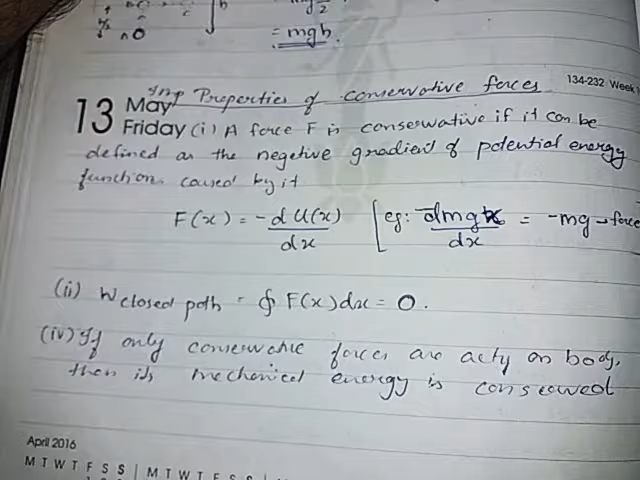 = mgh.
Imp Properties of conservative forces
134-232 Week
13 May
Friday (i) A force F is conservative if it can be
defined as the negetive gradient of potential energy
function caused by it
F(x) = -dU(x)/dx [eg: -dmgx/dx = -mg → force
(ii) W closed path = ∮ F(x)dx = 0.
(iv) If only conservative forces are acty on body,
then its mechanical energy is conserved
April 2016
M T W T F S S | M T W T F S S